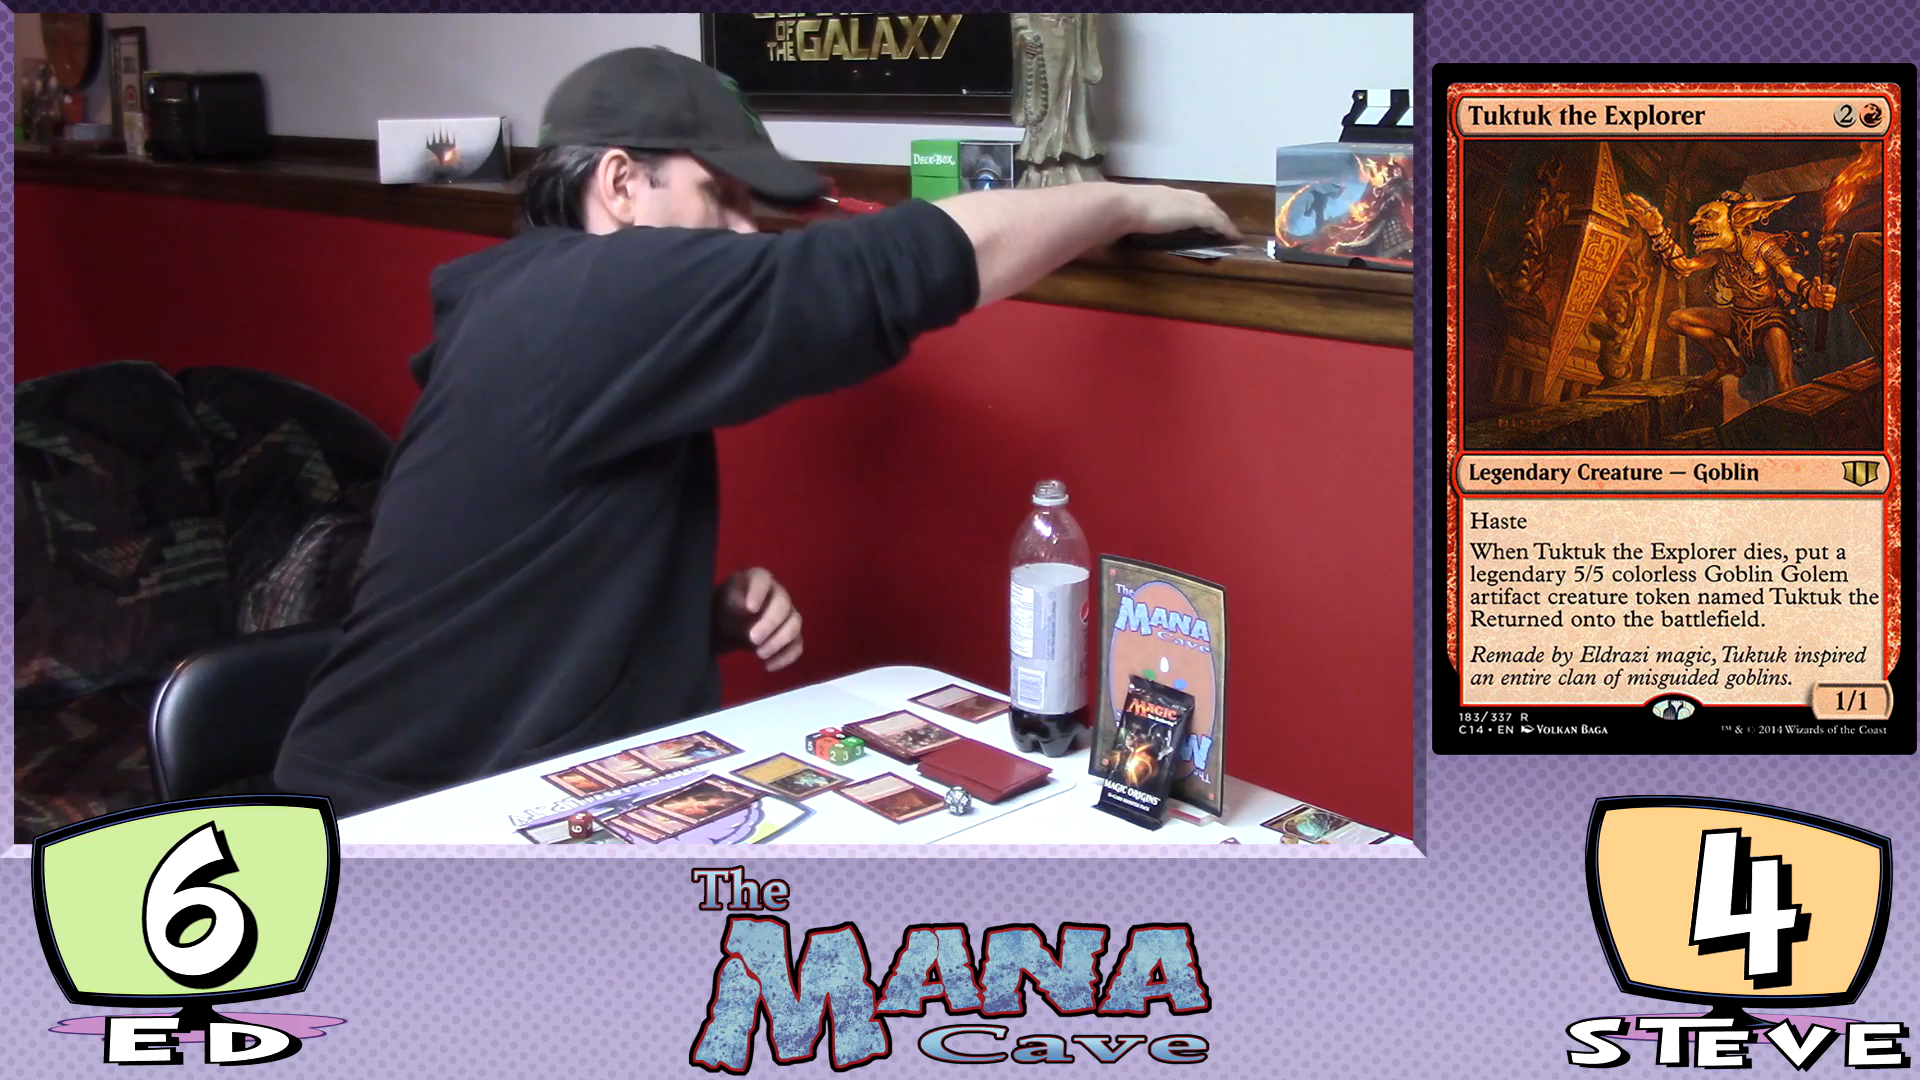 OF
THE GALAXY
DECK-BOX
The
MANA
Cave
MAGIC
MAGIC ORIGINS
Tuktuk the Explorer 2
Legendary Creature — Goblin
Haste
When Tuktuk the Explorer dies, put a
legendary 5/5 colorless Goblin Golem
artifact creature token named Tuktuk the
Returned onto the battlefield.
Remade by Eldrazi magic, Tuktuk inspired
an entire clan of misguided goblins.
1/1
183/337 R
C14 • EN VOLKAN BAGA
™ & © 2014 Wizards of the Coast
6
ED
The
MANA
Cave
4
STEVE